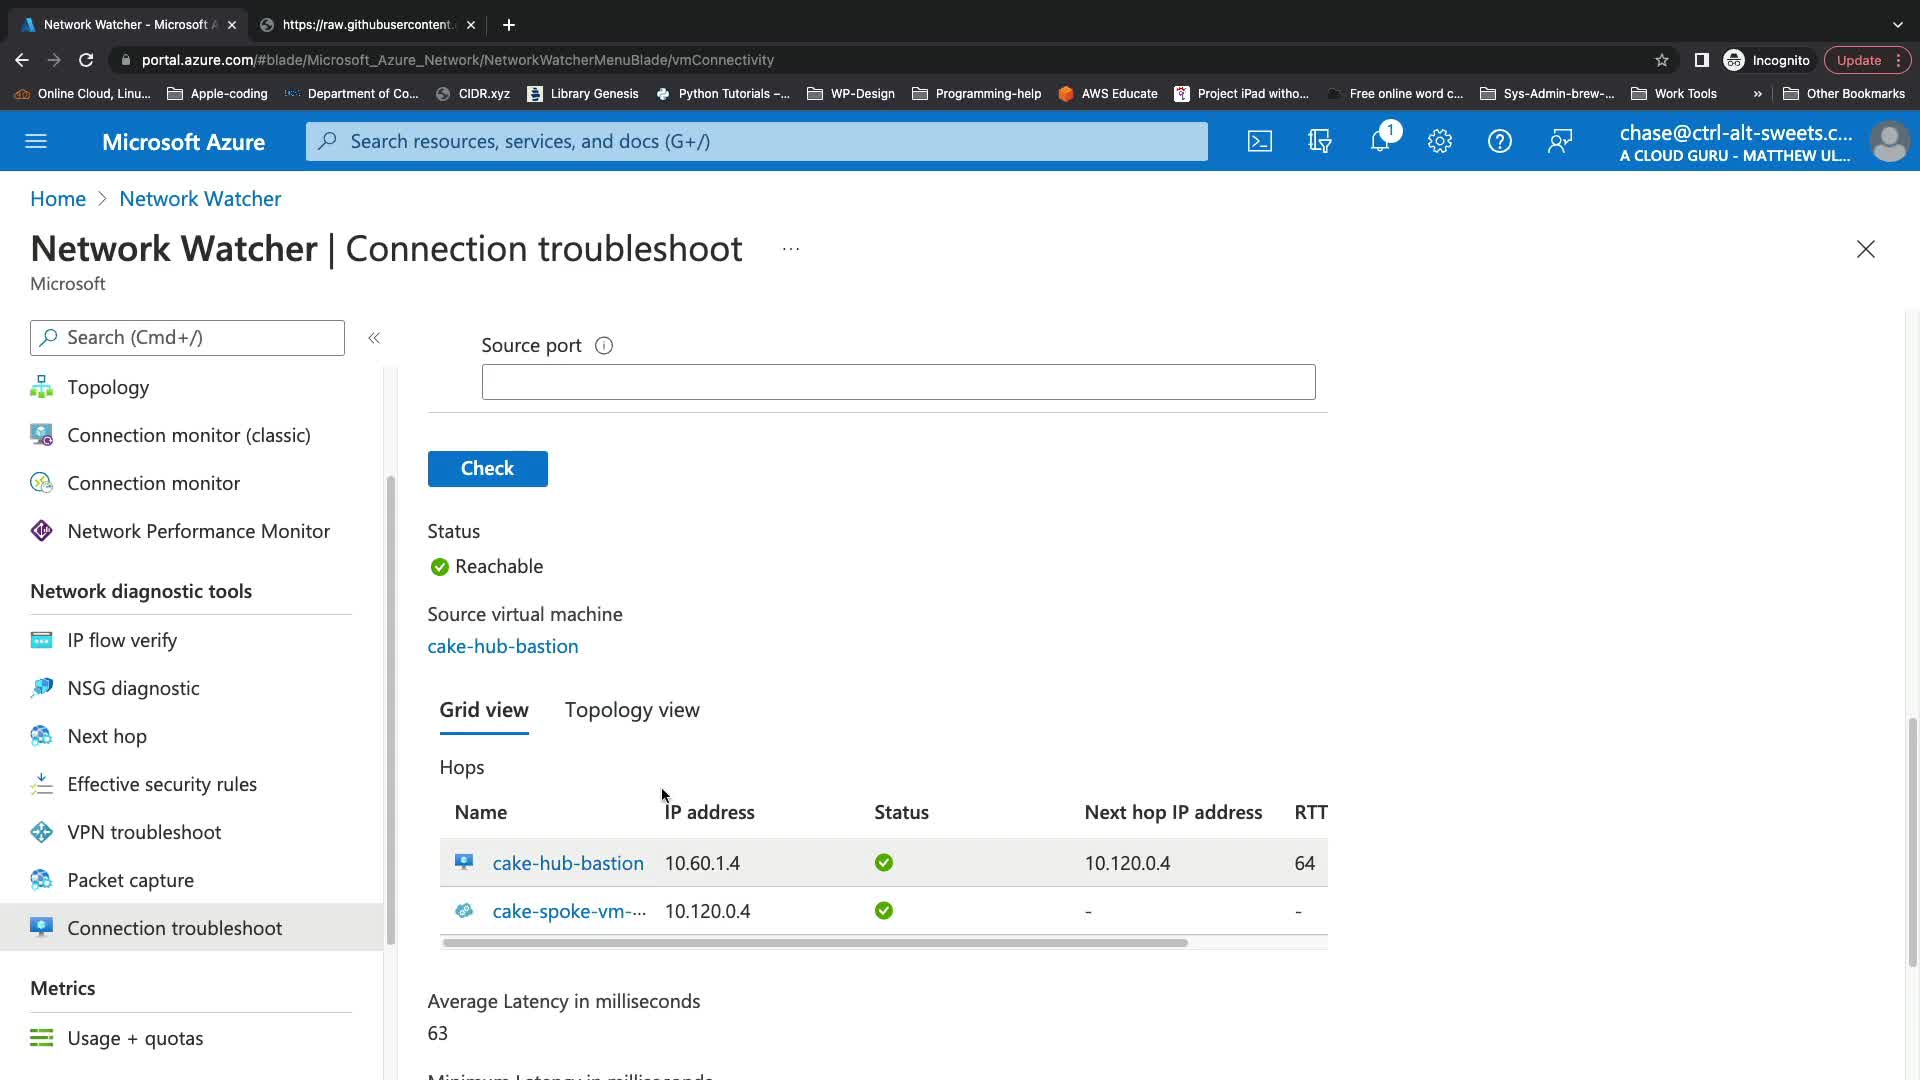 Network Watcher - Microsoft A
https://raw.githubusercontent.
portal.azure.com/#blade/Microsoft_Azure_Network/NetworkWatcherMenuBlade/vmConnectivity
Incognito
Update
Online Cloud, Linu...
Apple-coding
Department of Co...
CIDR.xyz
Library Genesis
Python Tutorials –...
WP-Design
Programming-help
AWS Educate
Project iPad witho...
Free online word c...
Sys-Admin-brew-...
Work Tools
»
Other Bookmarks
Microsoft Azure
Search resources, services, and docs (G+/)
1
chase@ctrl-alt-sweets.c...
A CLOUD GURU - MATTHEW UL...
Home > Network Watcher
Network Watcher | Connection troubleshoot ...
Microsoft
Search (Cmd+/)
«
Topology
Connection monitor (classic)
Connection monitor
Network Performance Monitor
Network diagnostic tools
IP flow verify
NSG diagnostic
Next hop
Effective security rules
VPN troubleshoot
Packet capture
Connection troubleshoot
Metrics
Usage + quotas
Source port
Check
Status
Reachable
Source virtual machine
cake-hub-bastion
Grid view Topology view
Hops
Name IP address Status Next hop IP address RTT
cake-hub-bastion 10.60.1.4 10.120.0.4 64
cake-spoke-vm-... 10.120.0.4 - -
Average Latency in milliseconds
63
Minimum Latency in milliseconds